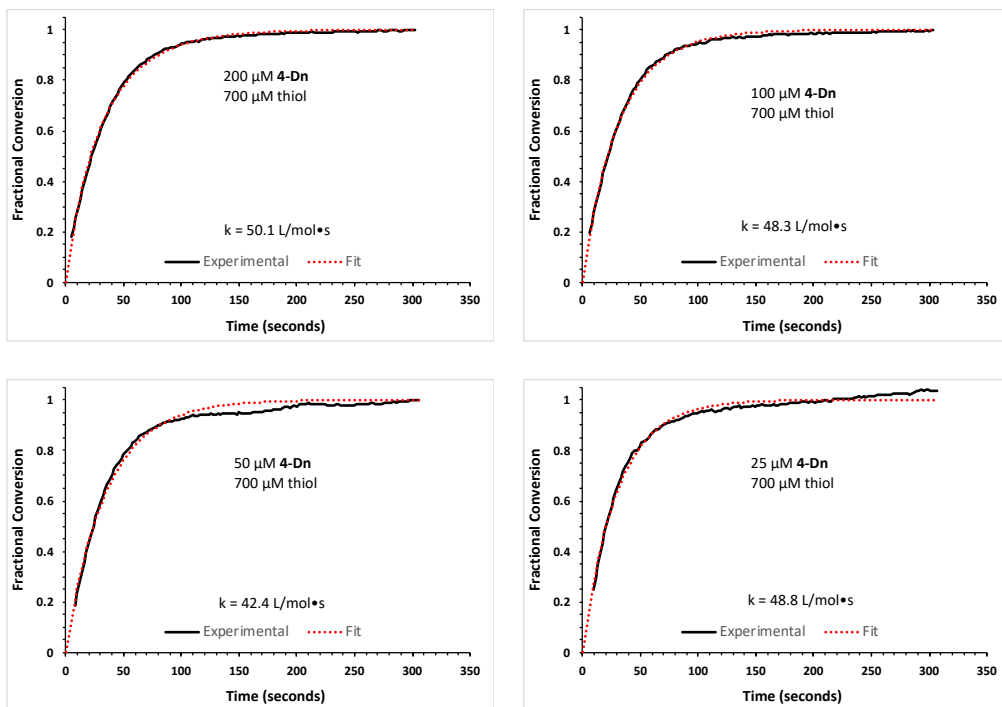 Fractional Conversion
1
0.8
0.6
0.4
0.2
0
200 μM 4-Dn
700 μM thiol
k = 50.1 L/mol•s
Experimental Fit
0 50 100 150 200 250 300 350
Time (seconds)
Fractional Conversion
1
0.8
0.6
0.4
0.2
0
100 μM 4-Dn
700 μM thiol
k = 48.3 L/mol•s
Experimental Fit
0 50 100 150 200 250 300 350
Time (seconds)
Fractional Conversion
1
0.8
0.6
0.4
0.2
0
50 μM 4-Dn
700 μM thiol
k = 42.4 L/mol•s
Experimental Fit
0 50 100 150 200 250 300 350
Time (seconds)
Fractional Conversion
1
0.8
0.6
0.4
0.2
0
25 μM 4-Dn
700 μM thiol
k = 48.8 L/mol•s
Experimental Fit
0 50 100 150 200 250 300 350
Time (seconds)